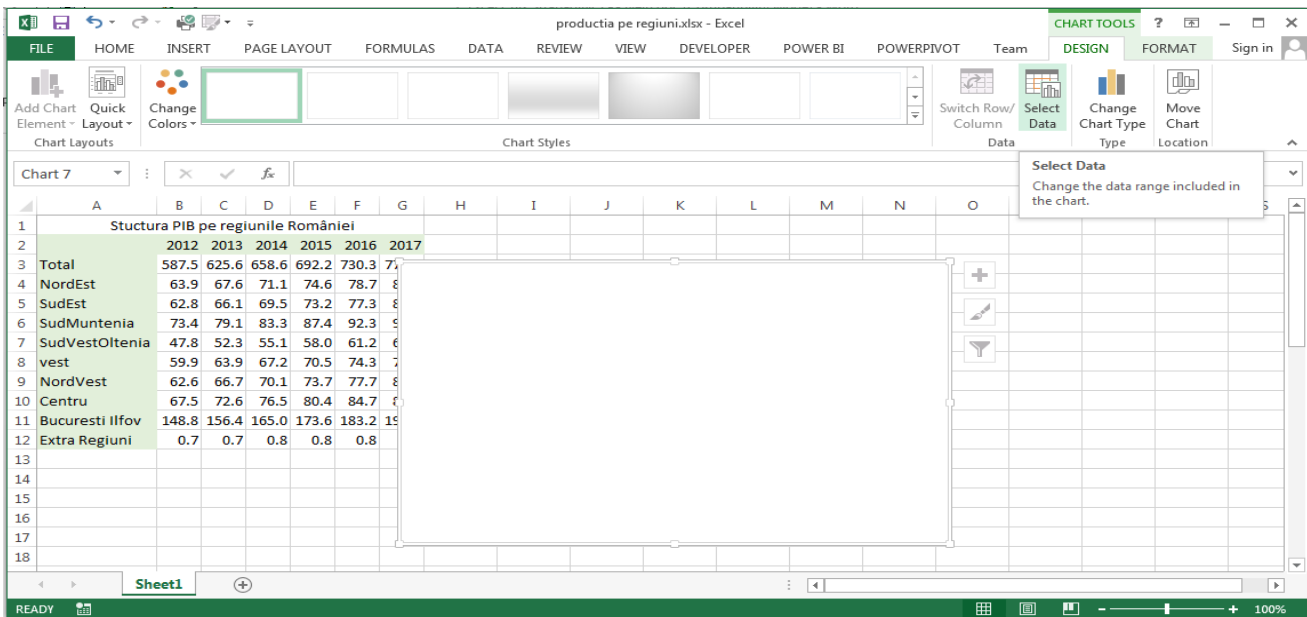 productia pe regiuni.xlsx - Excel
CHART TOOLS
?
FILE HOME INSERT PAGE LAYOUT FORMULAS DATA REVIEW VIEW DEVELOPER POWER BI POWERPIVOT Team DESIGN FORMAT Sign in
Add Chart Element
Quick Layout
Change Colors
Switch Row/ Column
Select Data
Change Chart Type
Move Chart
Chart Layouts Chart Styles Data Type Location
Chart 7
fx
Select Data
Change the data range included in
the chart.
A B C D E F G H I J K L M N O S
1 Stuctura PIB pe regiunile României
2 2012 2013 2014 2015 2016 2017
3 Total 587.5 625.6 658.6 692.2 730.3
4 NordEst 63.9 67.6 71.1 74.6 78.7
5 SudEst 62.8 66.1 69.5 73.2 77.3
6 SudMuntenia 73.4 79.1 83.3 87.4 92.3
7 SudVestOltenia 47.8 52.3 55.1 58.0 61.2
8 vest 59.9 63.9 67.2 70.5 74.3
9 NordVest 62.6 66.7 70.1 73.7 77.7
10 Centru 67.5 72.6 76.5 80.4 84.7
11 Bucuresti Ilfov 148.8 156.4 165.0 173.6 183.2
12 Extra Regiuni 0.7 0.7 0.8 0.8 0.8
13
14
15
16
17
18
Sheet1
READY 100%